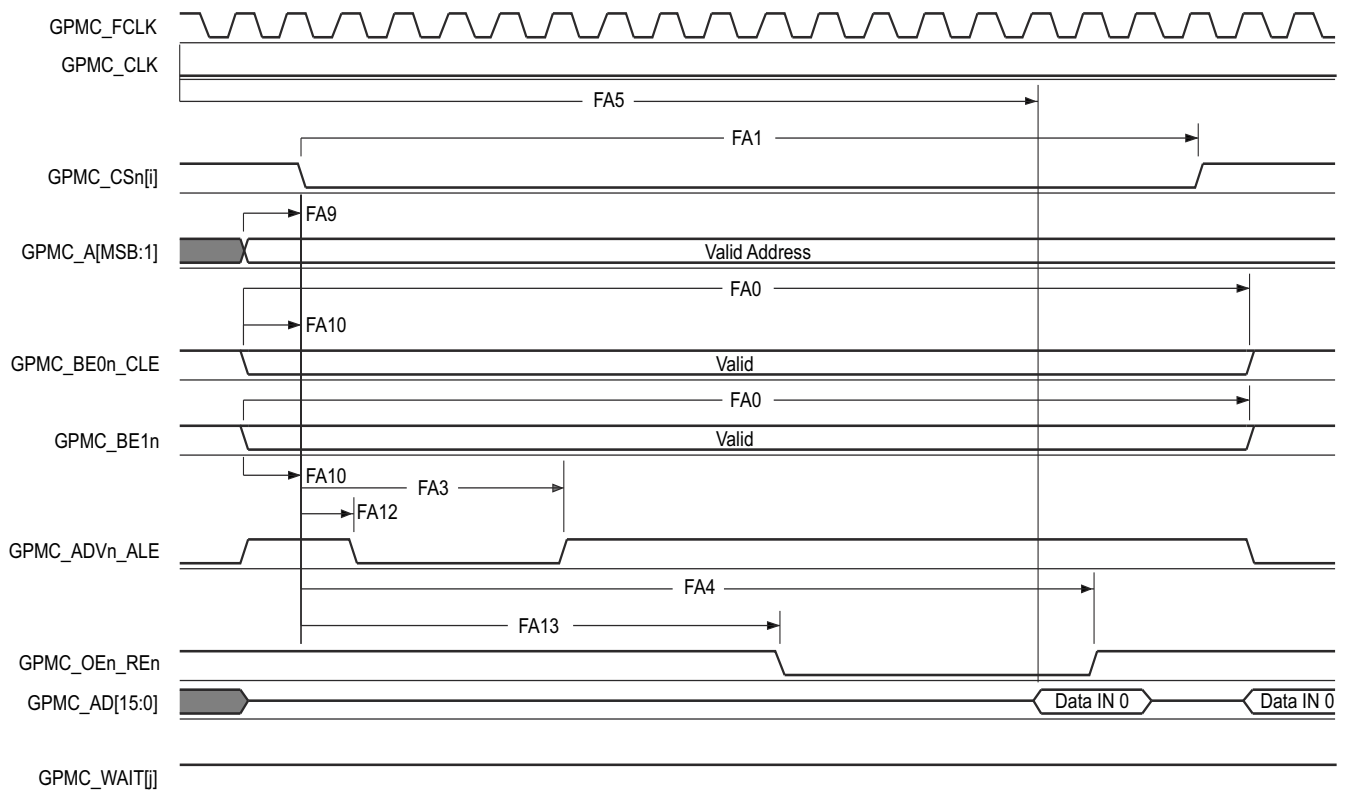 GPMC_FCLK
GPMC_CLK
FA5
FA1
GPMC_CSn[i]
FA9
GPMC_A[MSB:1] Valid Address
FA0
FA10
GPMC_BE0n_CLE Valid
FA0
GPMC_BE1n Valid
FA10
FA3
FA12
GPMC_ADVn_ALE
FA4
FA13
GPMC_OEn_REn
GPMC_AD[15:0] Data IN 0 Data IN 0
GPMC_WAIT[j]